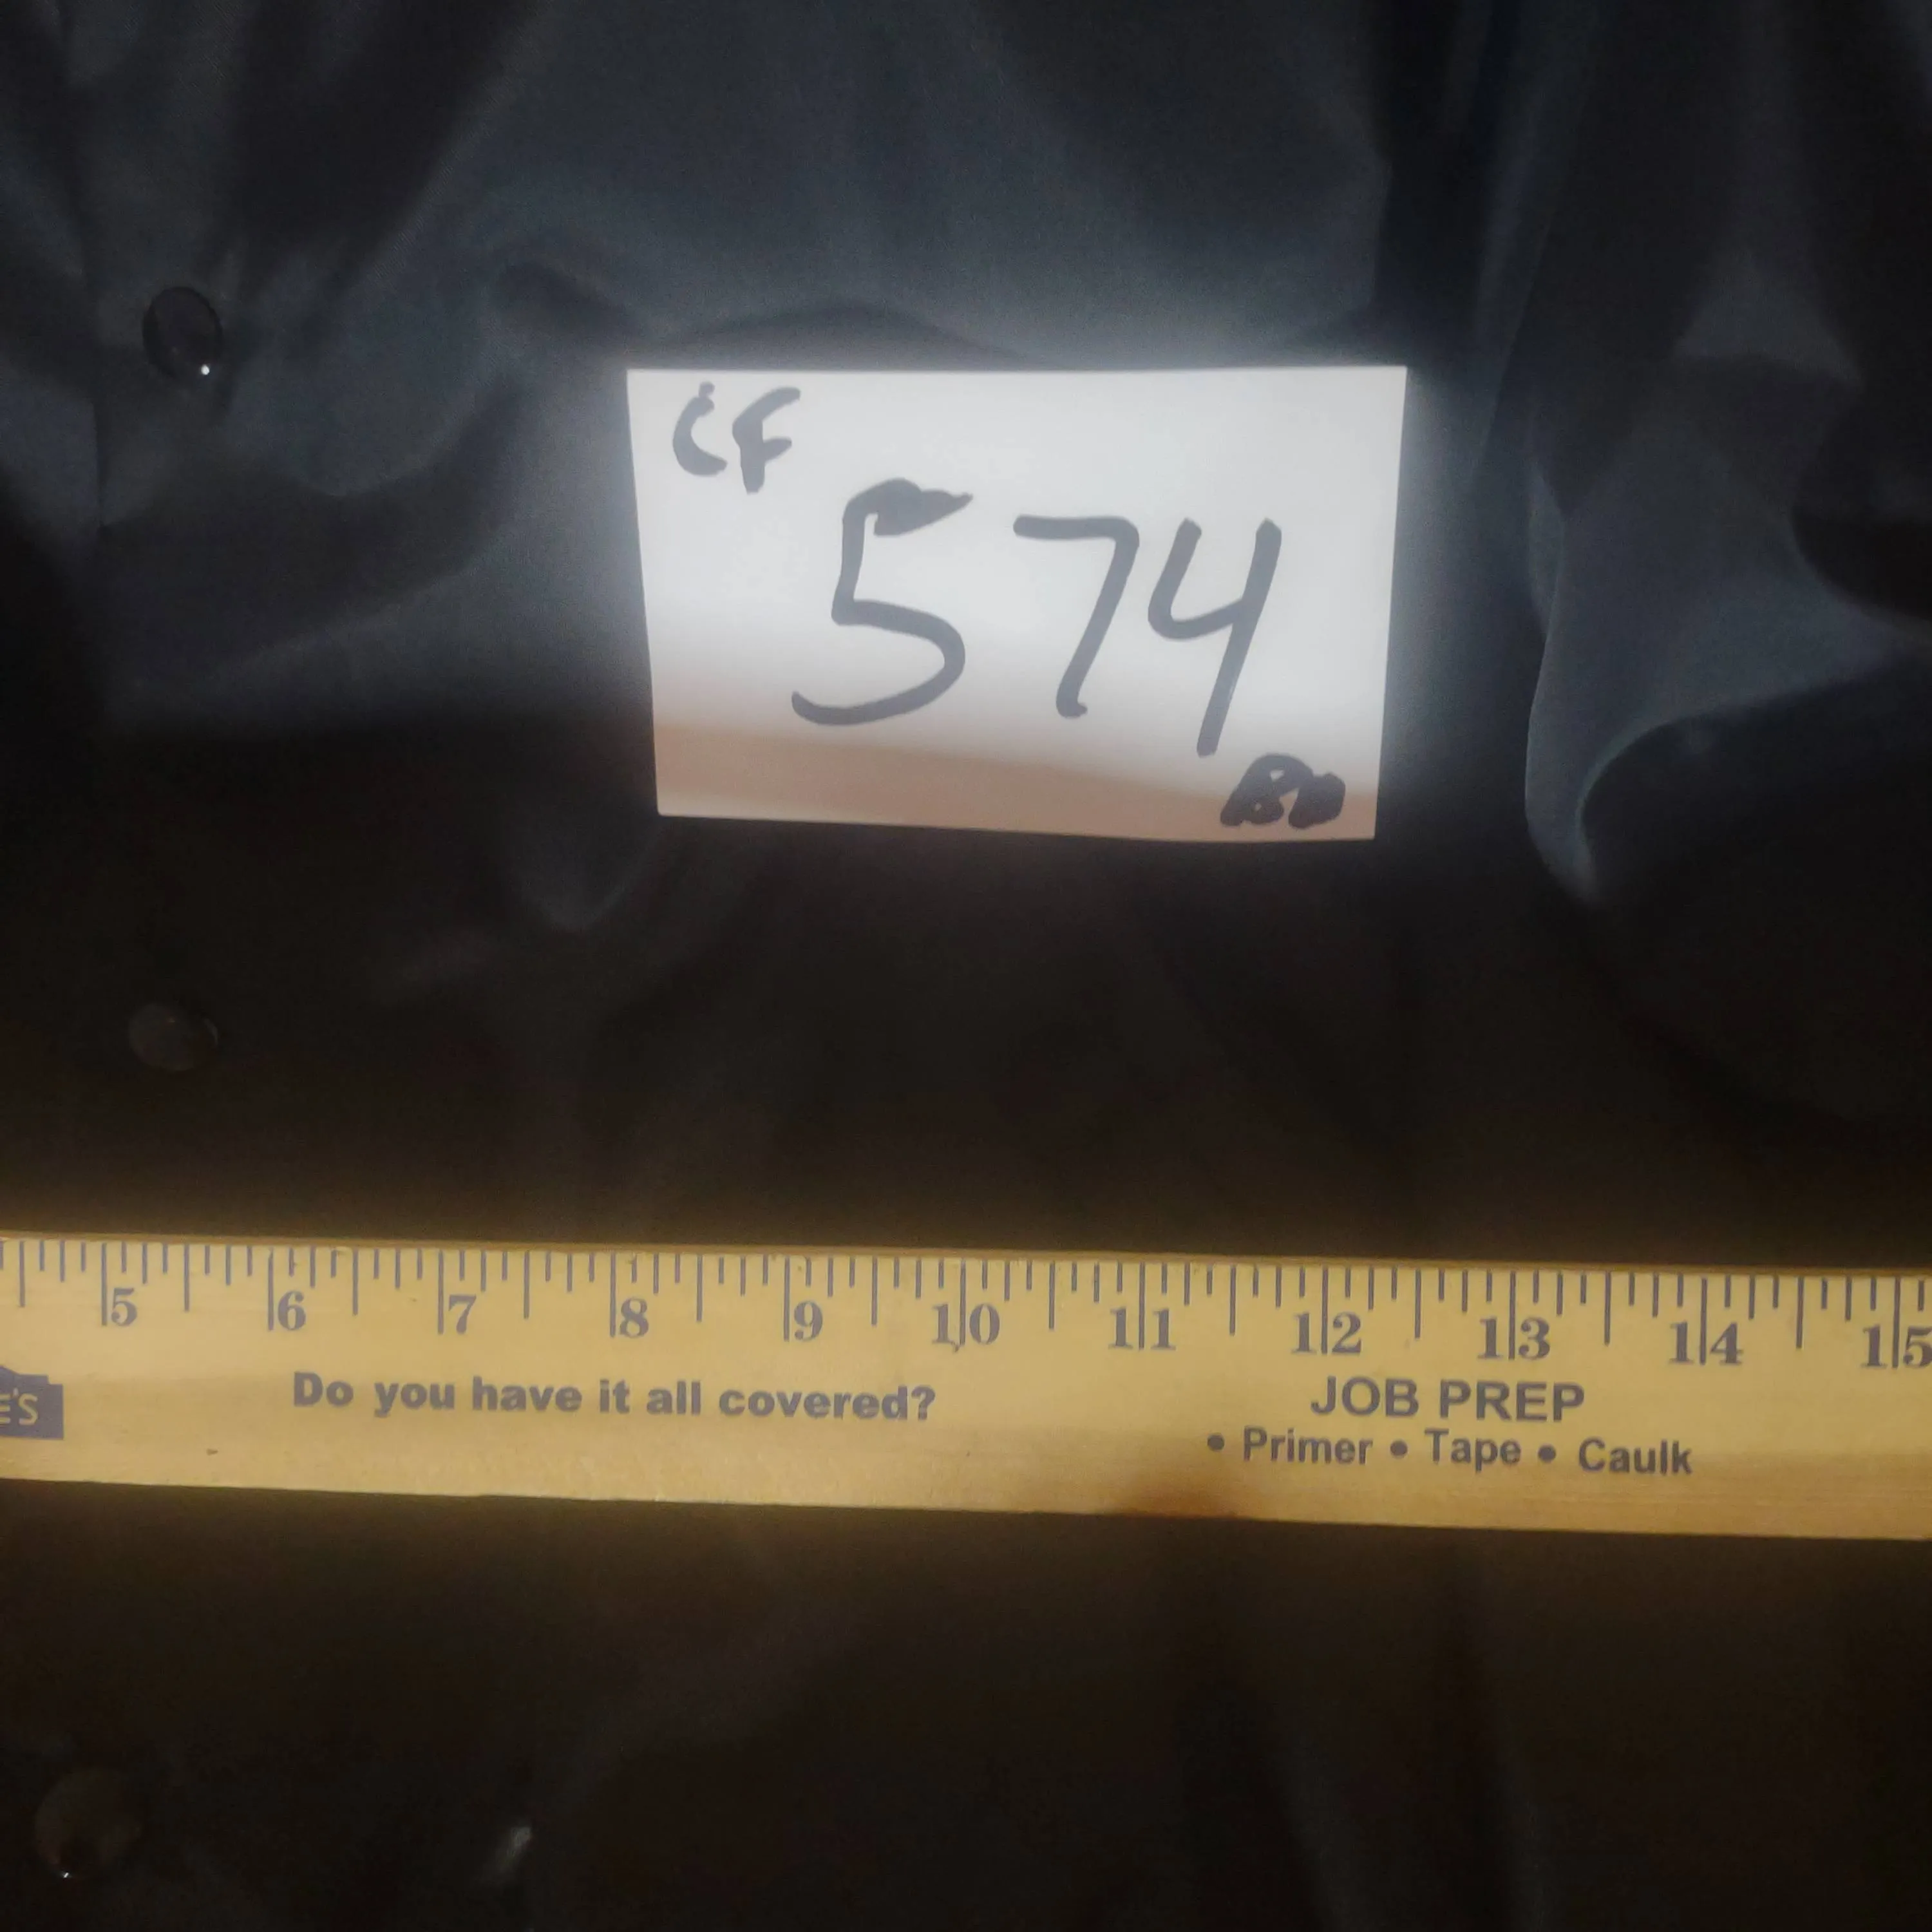 CF
574
5 6 7 8 9 10 11 12 13 14 15
E'S Do you have it all covered? JOB PREP
• Primer • Tape • Caulk